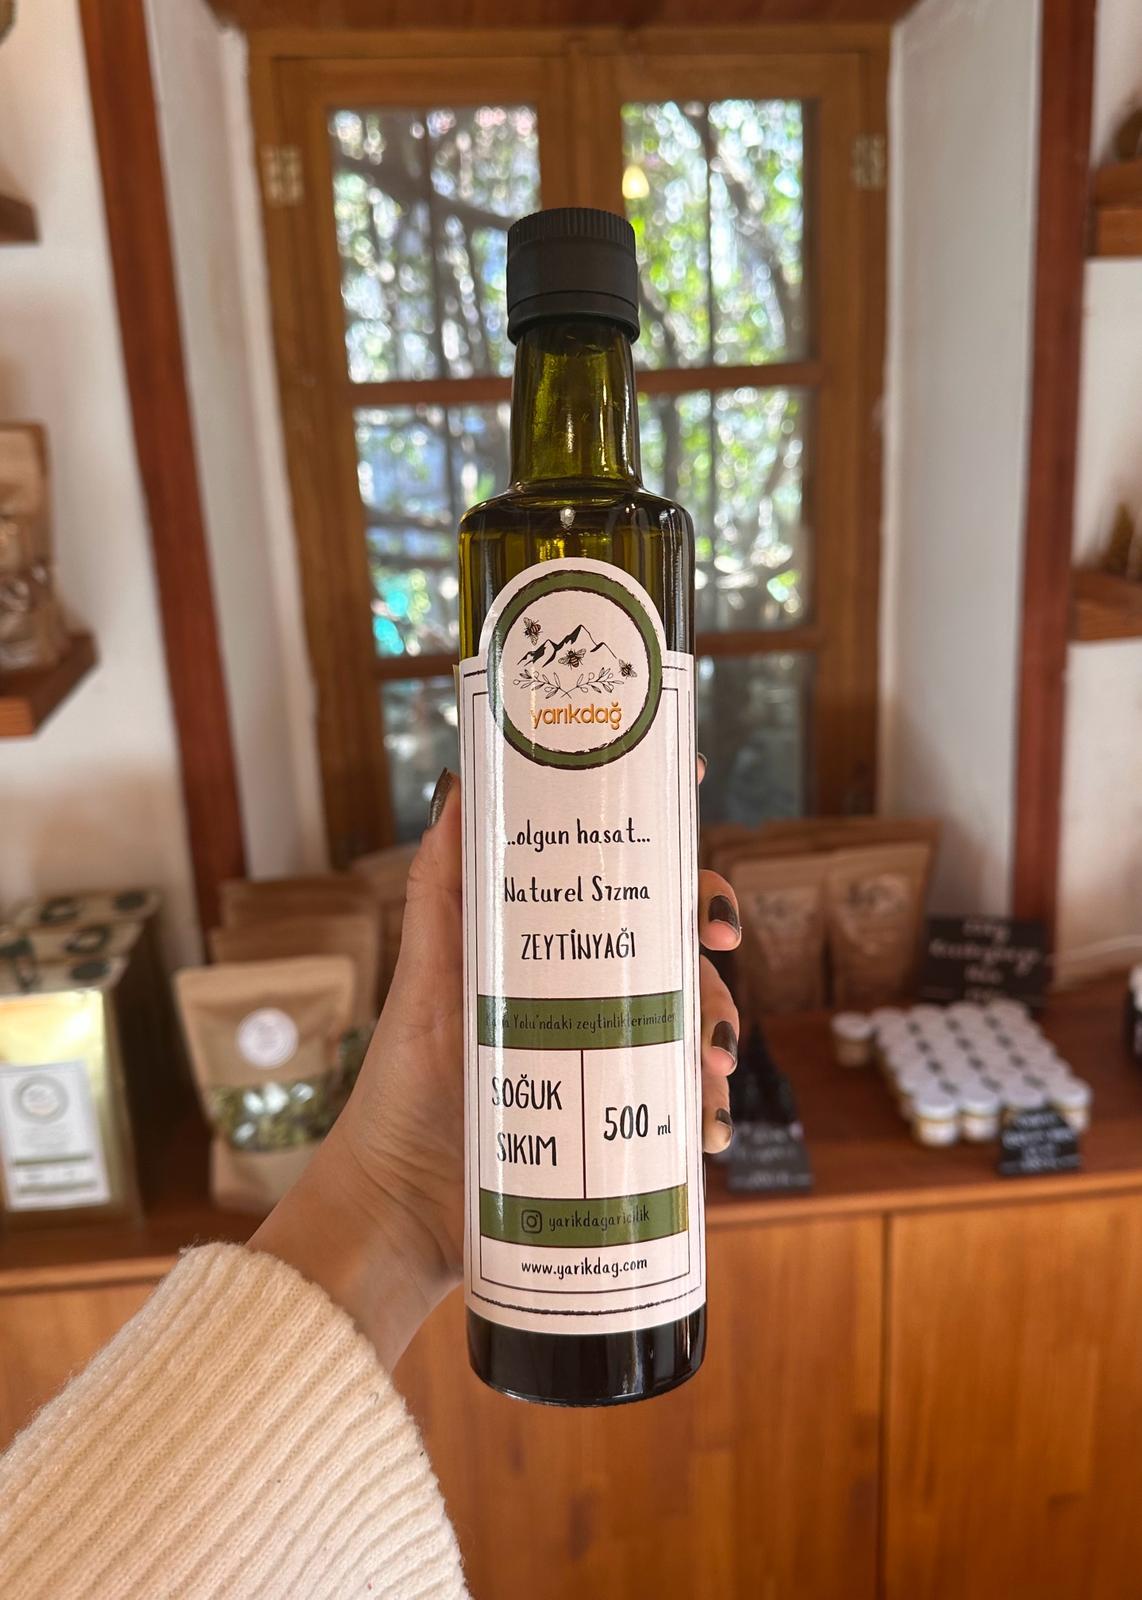 yarıkdağ
...olgun hasat...
Naturel Sızma
ZEYTİNYAĞI
Yolu'ndaki zeytinliklerimizden
SOĞUK
SIKIM
500 ml
yarikdagaricilik
www.yarikdag.com